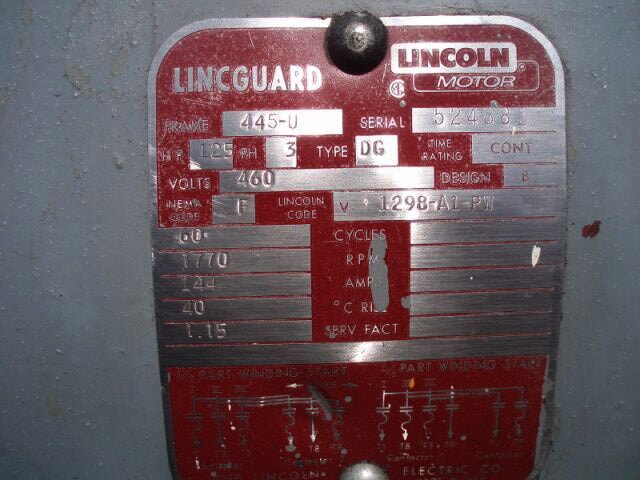 LINCGUARD LINCOLN MOTOR
FRAME 445-U SERIAL
H P 125 PH 3 TYPE DG TIME RATING CONT
VOLTS 460 DESIGN B
NEMA CODE F LINCOLN CODE V 1298-A1-PW
60 CYCLES
1770 R P M
144 AMP
40 °C RISE
1.15 SERV FACT
PART WINDING START PART WINDING START
LINCOLN ELECTRIC CO